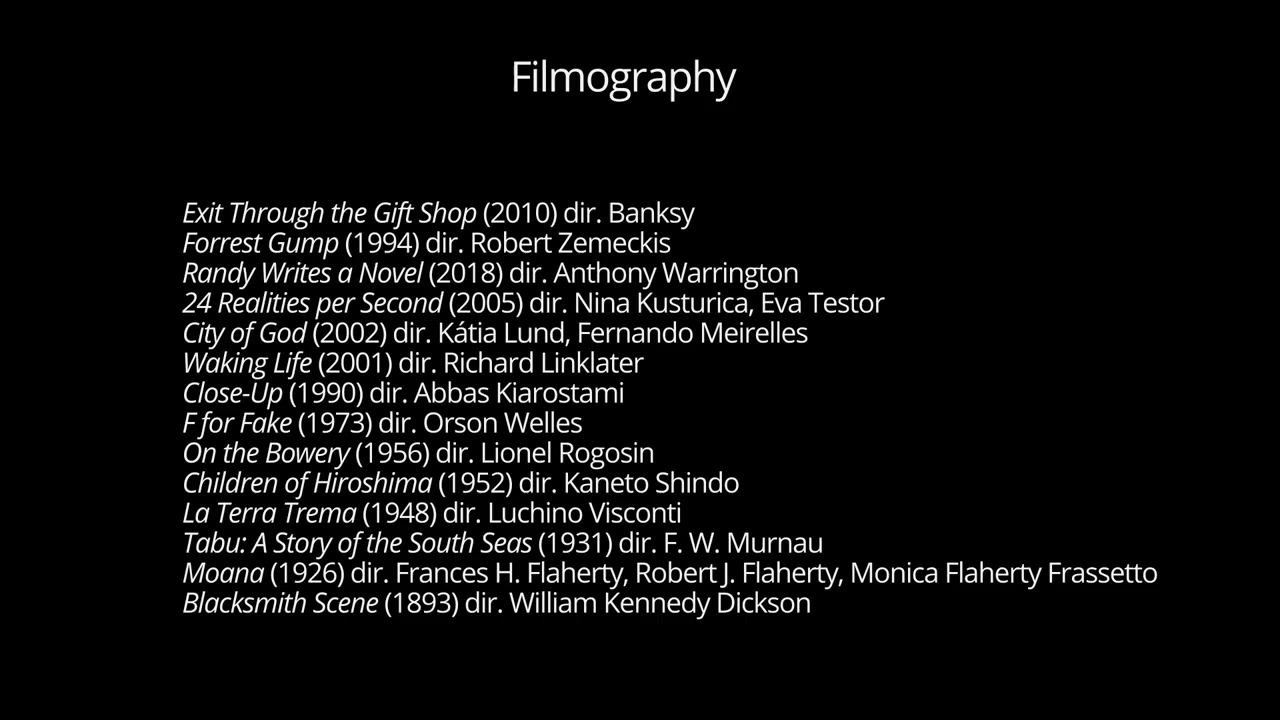 Filmography
Exit Through the Gift Shop (2010) dir. Banksy
Forrest Gump (1994) dir. Robert Zemeckis
Randy Writes a Novel (2018) dir. Anthony Warrington
24 Realities per Second (2005) dir. Nina Kusturica, Eva Testor
City of God (2002) dir. Kátia Lund, Fernando Meirelles
Waking Life (2001) dir. Richard Linklater
Close-Up (1990) dir. Abbas Kiarostami
F for Fake (1973) dir. Orson Welles
On the Bowery (1956) dir. Lionel Rogosin
Children of Hiroshima (1952) dir. Kaneto Shindo
La Terra Trema (1948) dir. Luchino Visconti
Tabu: A Story of the South Seas (1931) dir. F. W. Murnau
Moana (1926) dir. Frances H. Flaherty, Robert J. Flaherty, Monica Flaherty Frassetto
Blacksmith Scene (1893) dir. William Kennedy Dickson